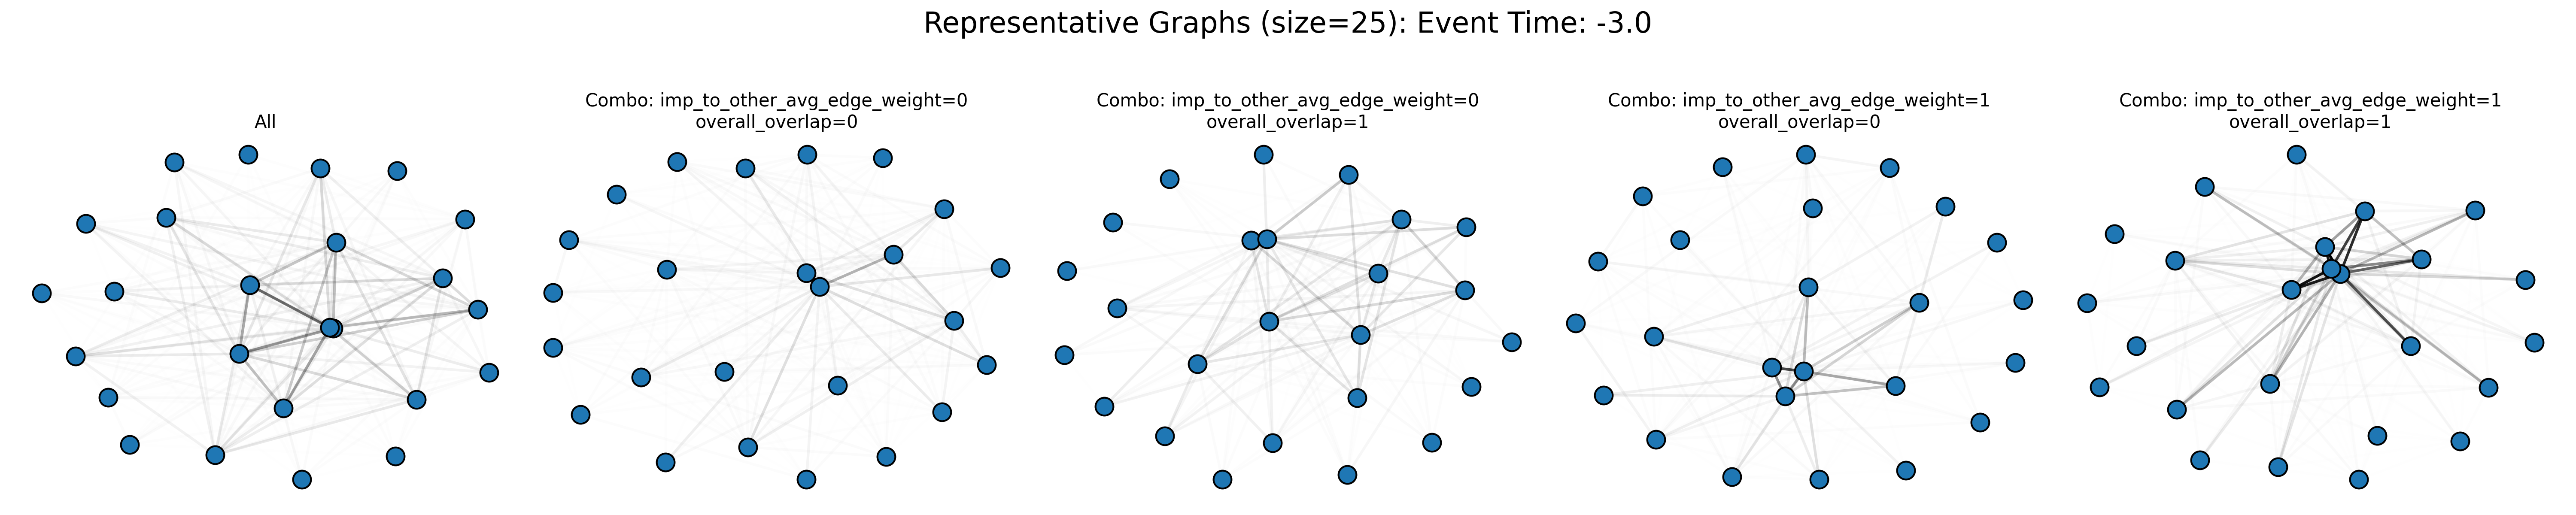 Representative Graphs (size=25): Event Time: -3.0
All
Combo: imp_to_other_avg_edge_weight=0
overall_overlap=0
Combo: imp_to_other_avg_edge_weight=0
overall_overlap=1
Combo: imp_to_other_avg_edge_weight=1
overall_overlap=0
Combo: imp_to_other_avg_edge_weight=1
overall_overlap=1